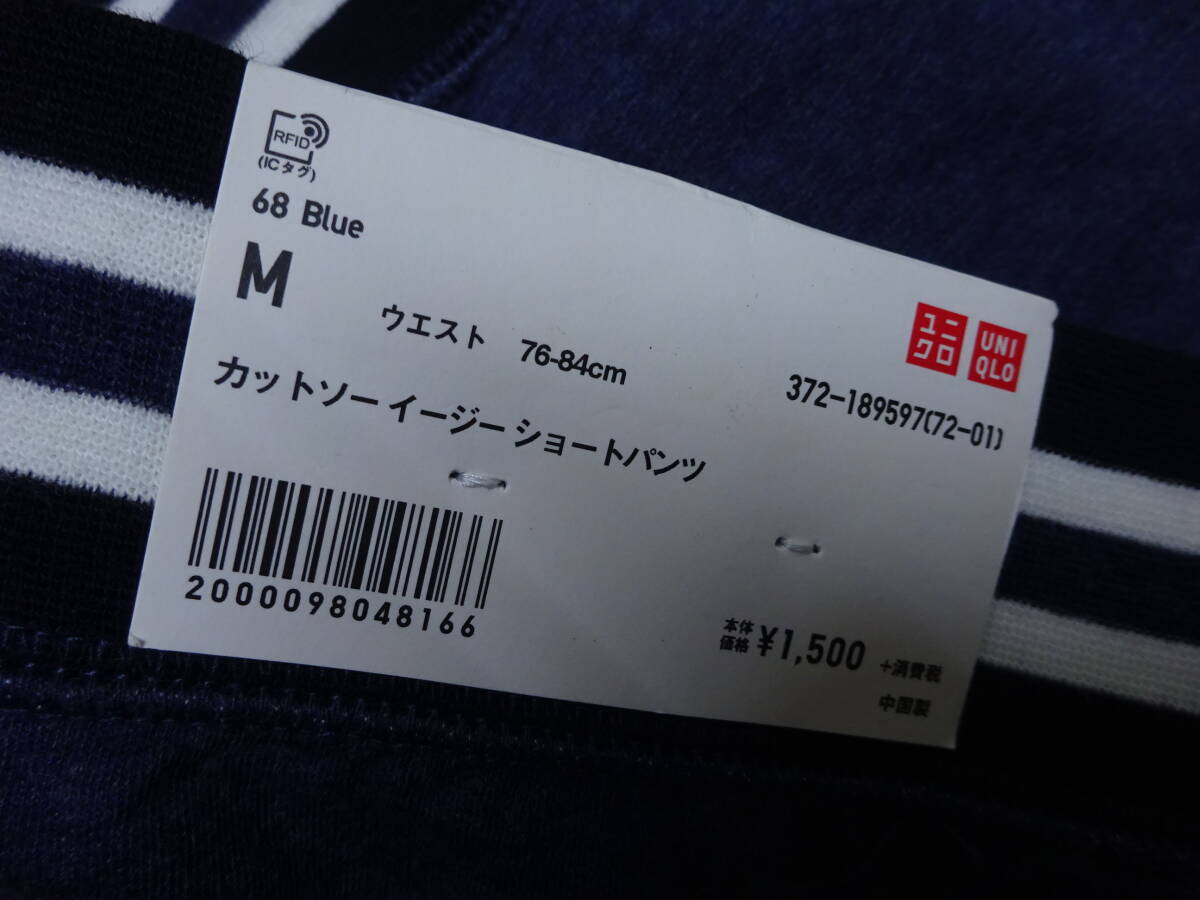 RFID
(ICタグ)
68 Blue
M
ウエスト 76-84cm
ユニクロ
UNIQLO
372-189597(72-01)
カットソー イージー ショートパンツ
2000098048166
本体価格 ¥1,500 +消費税
中国製